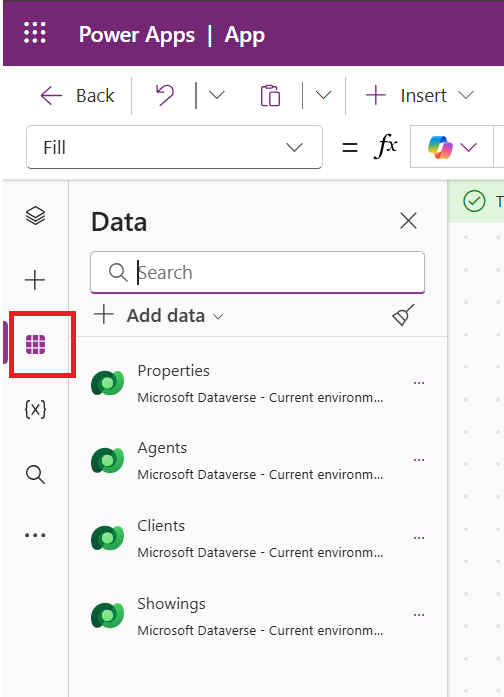 Power Apps | App
Back
Insert
Fill
= fx
Data
Search
Add data
Properties
Microsoft Dataverse - Current environm...
Agents
Microsoft Dataverse - Current environm...
Clients
Microsoft Dataverse - Current environm...
Showings
Microsoft Dataverse - Current environm...
{x}
T